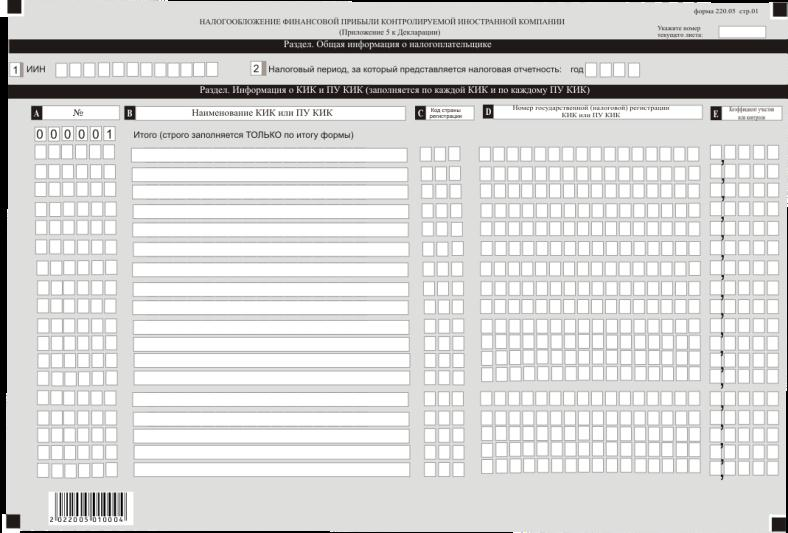 форма 220.05 стр.01
НАЛОГООБЛОЖЕНИЕ ФИНАНСОВОЙ ПРИБЫЛИ КОНТРОЛИРУЕМОЙ ИНОСТРАННОЙ КОМПАНИИ
(Приложение 5 к Декларации)
Укажите номер
текущего листа:
Раздел. Общая информация о налогоплательщике
1 ИИН
2 Налоговый период, за который представляется налоговая отчетность: год
Раздел. Информация о КИК и ПУ КИК (заполняется по каждой КИК и по каждому ПУ КИК)
A № B Наименование КИК или ПУ КИК C Код страны регистрации D Номер государственной (налоговой) регистрации КИК или ПУ КИК E Коэффициент участия или контроля
000001 Итого (строго заполняется ТОЛЬКО по итогу формы)
2022005010004